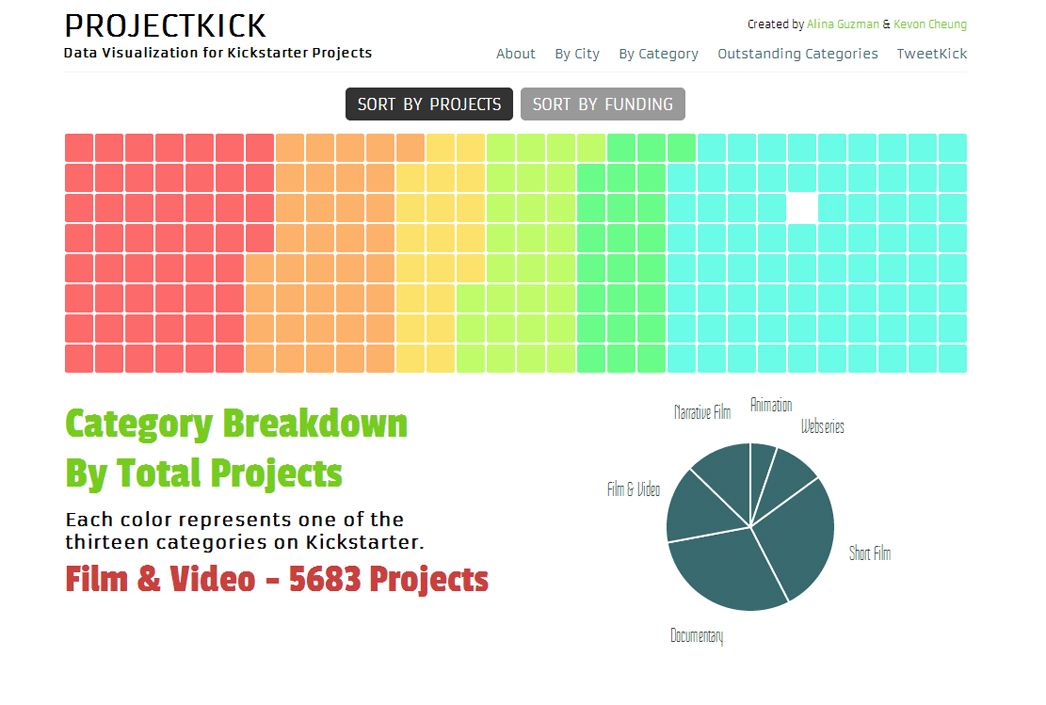 PROJECTKICK
Created by Alina Guzman & Kevon Cheung
Data Visualization for Kickstarter Projects
About By City By Category Outstanding Categories TweetKick
SORT BY PROJECTS SORT BY FUNDING
Category Breakdown
By Total Projects
Each color represents one of the
thirteen categories on Kickstarter.
Film & Video - 5683 Projects
Narrative Film
Animation
Webseries
Film & Video
Short Film
Documentary